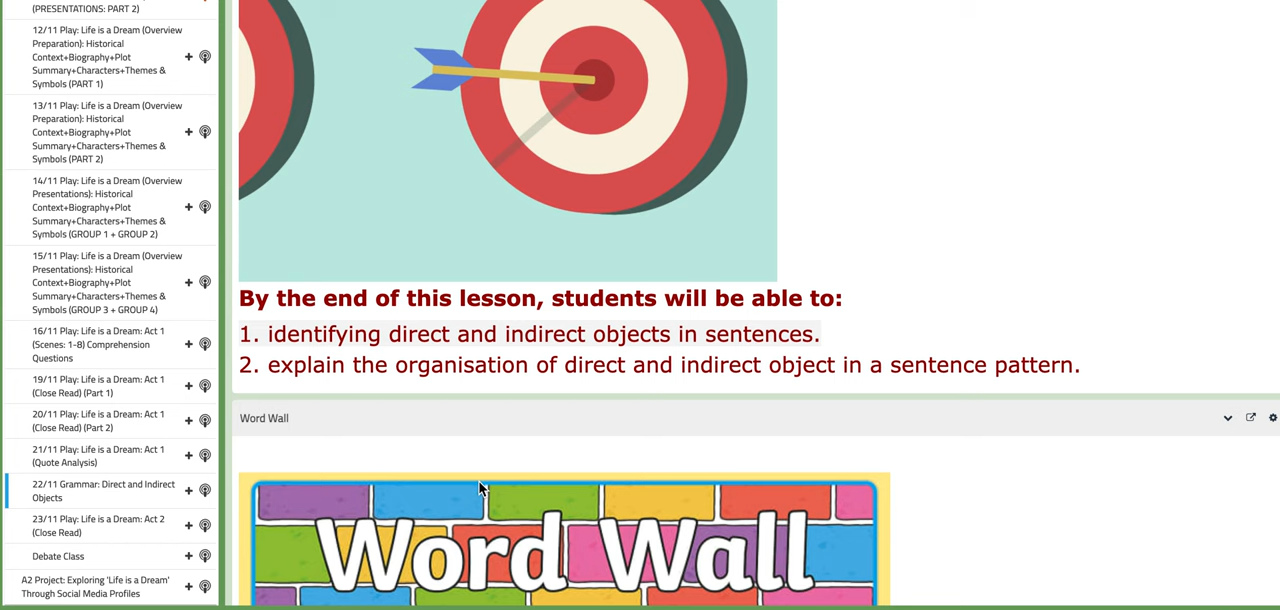 (PRESENTATIONS: PART 2)
12/11 Play: Life is a Dream (Overview
Preparation): Historical
Context+Biography+Plot
Summary+Characters+Themes &
Symbols (PART 1)
13/11 Play: Life is a Dream (Overview
Preparation): Historical
Context+Biography+Plot
Summary+Characters+Themes &
Symbols (PART 2)
14/11 Play: Life is a Dream (Overview
Presentations): Historical
Context+Biography+Plot
Summary+Characters+Themes &
Symbols (GROUP 1 + GROUP 2)
15/11 Play: Life is a Dream (Overview
Presentations): Historical
Context+Biography+Plot
Summary+Characters+Themes &
Symbols (GROUP 3 + GROUP 4)
16/11 Play: Life is a Dream: Act 1
(Scenes: 1-8) Comprehension
Questions
19/11 Play: Life is a Dream: Act 1
(Close Read) (Part 1)
20/11 Play: Life is a Dream: Act 1
(Close Read) (Part 2)
21/11 Play: Life is a Dream: Act 1
(Quote Analysis)
22/11 Grammar: Direct and Indirect
Objects
23/11 Play: Life is a Dream: Act 2
(Close Read)
Debate Class
A2 Project: Exploring 'Life is a Dream'
Through Social Media Profiles
By the end of this lesson, students will be able to:
1. identifying direct and indirect objects in sentences.
2. explain the organisation of direct and indirect object in a sentence pattern.
Word Wall
Word Wall